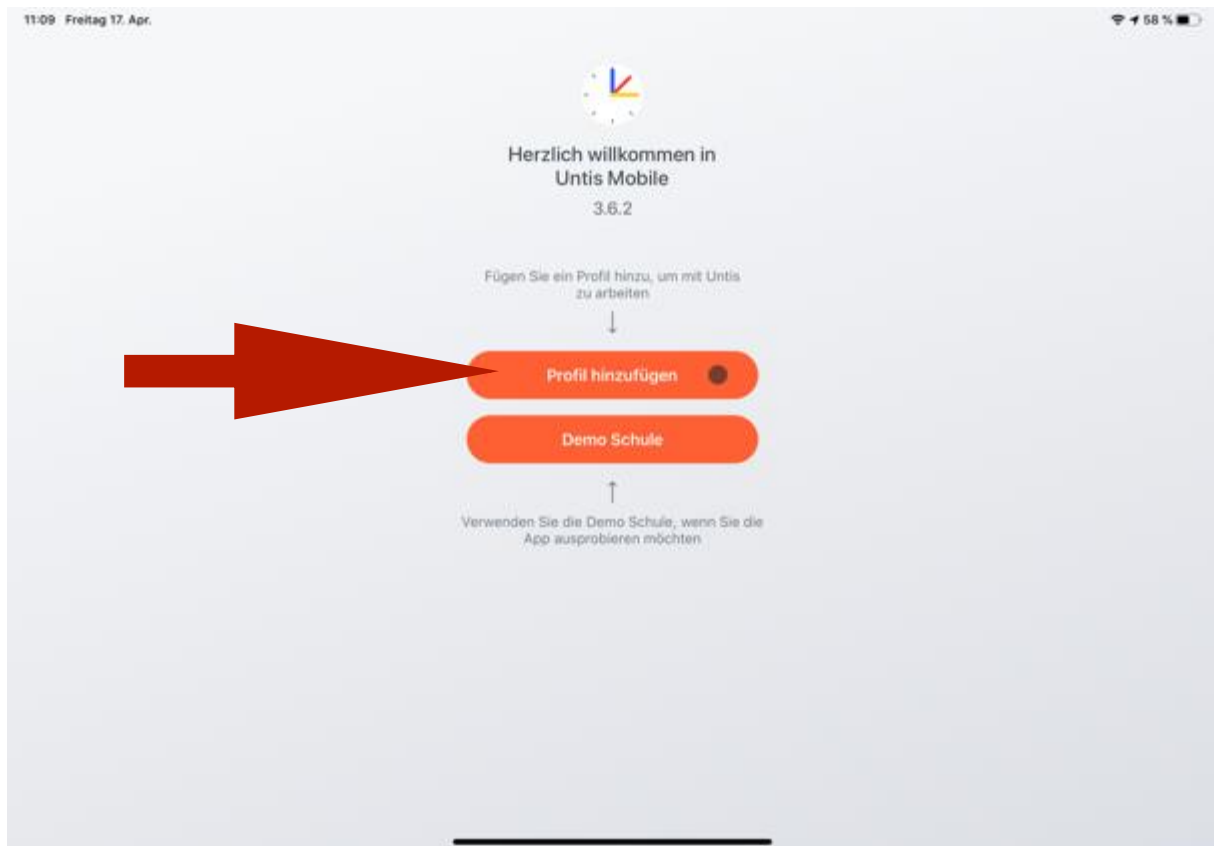 11:09 Freitag 17. Apr.
58 %
Herzlich willkommen in
Untis Mobile
3.6.2
Fügen Sie ein Profil hinzu, um mit Untis
zu arbeiten
Profil hinzufügen
Demo Schule
Verwenden Sie die Demo Schule, wenn Sie die
App ausprobieren möchten